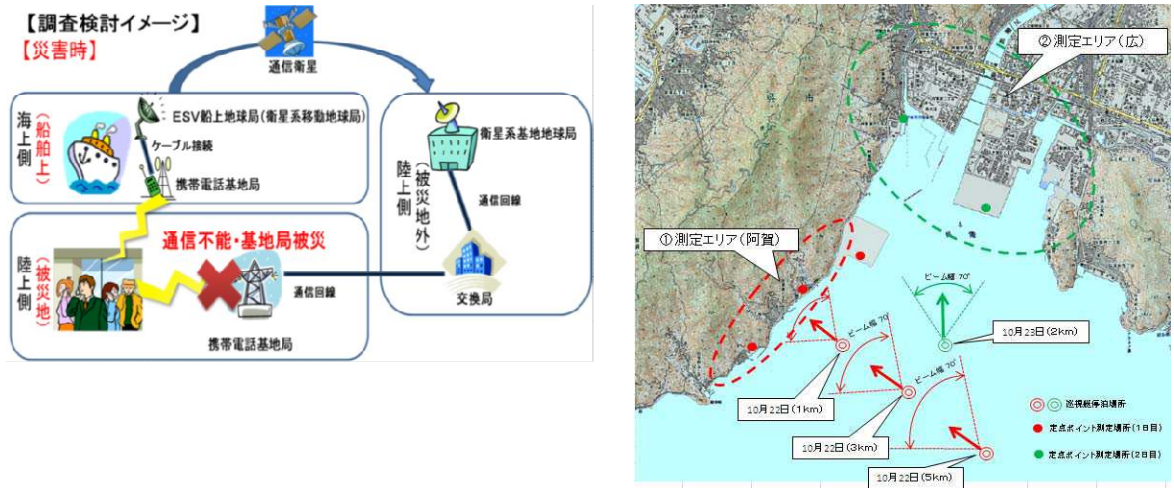 【調査検討イメージ】
【災害時】
通信衛星
海上側
(船舶上)
ESV船上地球局(衛星系移動地球局)
ケーブル接続
携帯電話基地局
陸上側
(被災地)
通信不能・基地局被災
通信回線
携帯電話基地局
衛星系基地地球局
陸上側
(被災地外)
通信回線
交換局
②測定エリア(広)
①測定エリア(阿賀)
ビーム幅 70°
10月23日(2km)
ビーム幅 70°
10月22日(1km)
ビーム幅 70°
10月22日(3km)
10月22日(5km)
巡視艇停泊場所
定点ポイント測定場所(1日目)
定点ポイント測定場所(2日目)